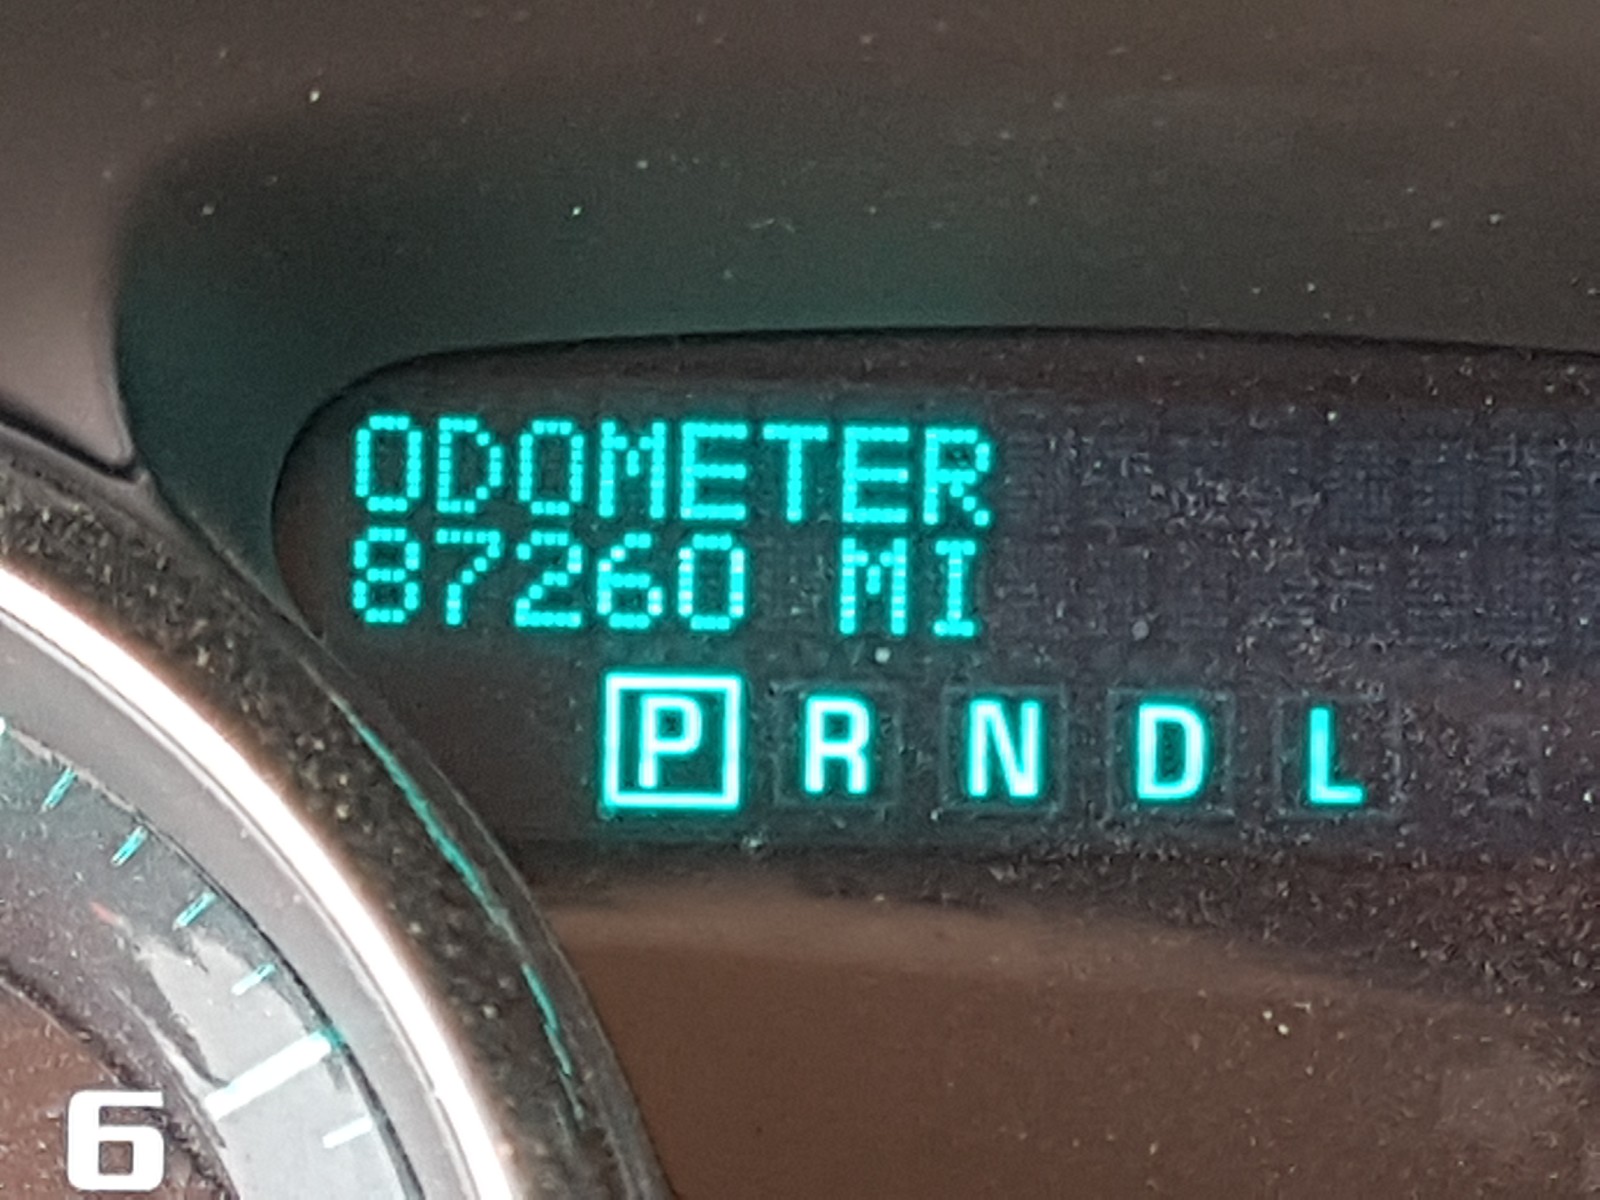 ODOMETER
87260 MI
P R N D L
6